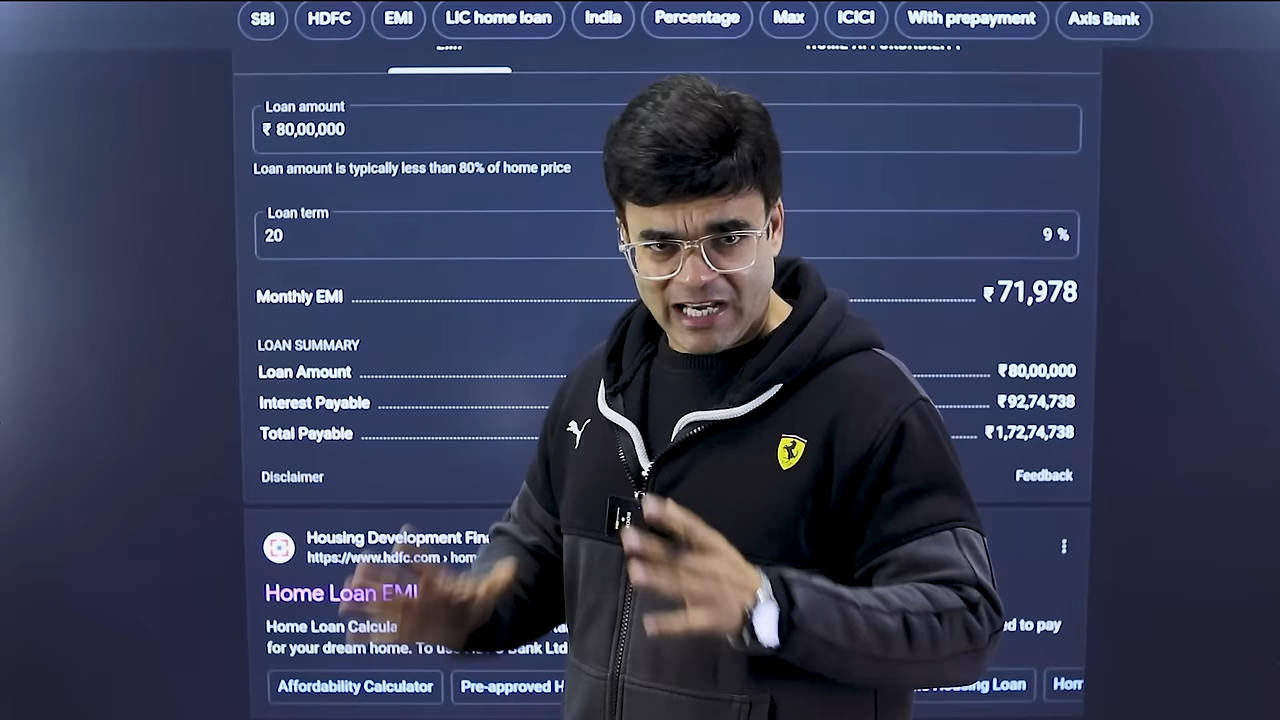 SBI
HDFC
EMI
LIC home loan
India
Percentage
Max
ICICI
With prepayment
Axis Bank
Loan amount
₹ 80,00,000
Loan amount is typically less than 80% of home price
Loan term
20
9 %
Monthly EMI
₹71,978
LOAN SUMMARY
Loan Amount
₹80,00,000
Interest Payable
₹92,74,738
Total Payable
₹1,72,74,738
Disclaimer
Feedback
Housing Development
https://www.hdfc.com › hom
Home Loan EMI
Home Loan
ed to pay
for your dream home. To
Bank Ltd
Affordability Calculator
Pre-approved H
Housing Loan
Hom